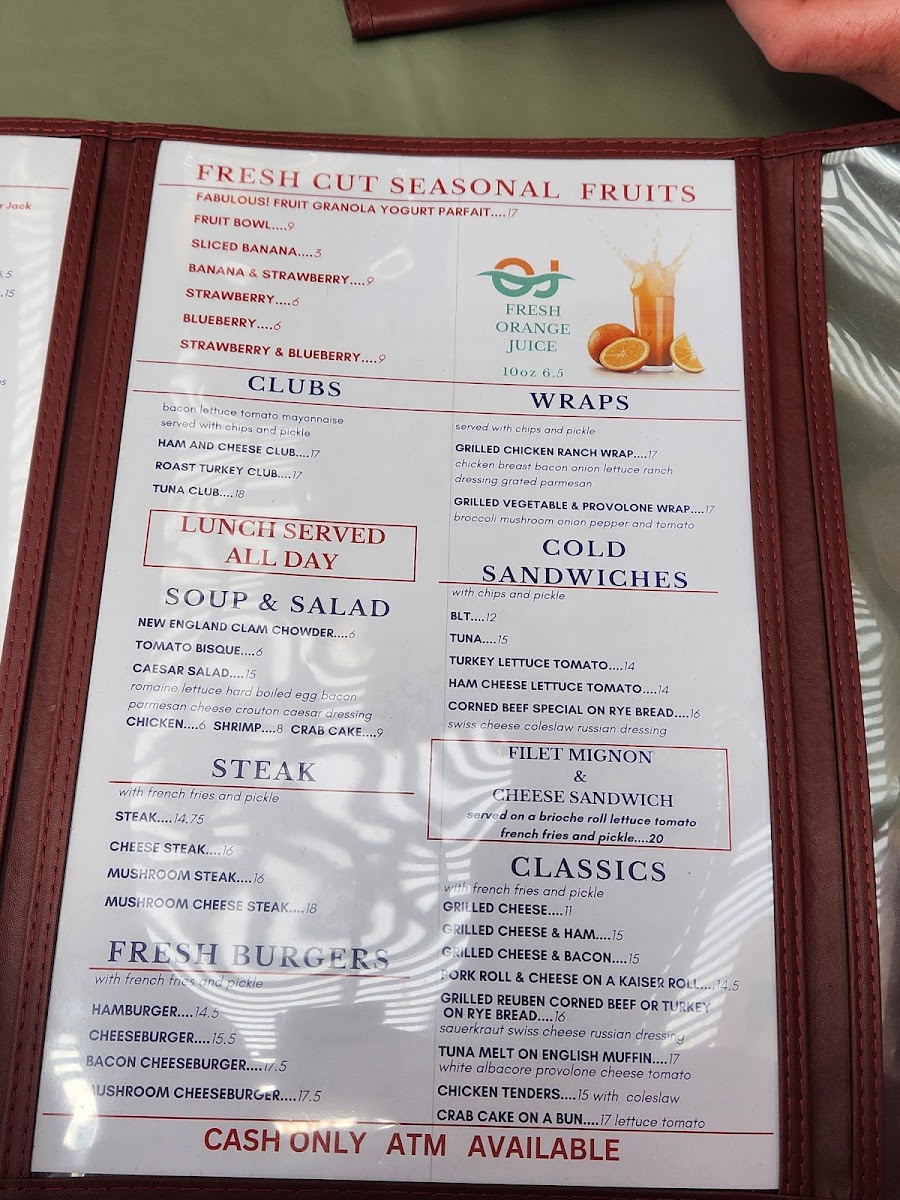 r Jack
.5
.15
FRESH CUT SEASONAL FRUITS
FABULOUS! FRUIT GRANOLA YOGURT PARFAIT....17
FRUIT BOWL....9
SLICED BANANA....3
BANANA & STRAWBERRY....9
STRAWBERRY....6
BLUEBERRY....6
STRAWBERRY & BLUEBERRY....9
OJ
FRESH
ORANGE
JUICE
10oz 6.5
CLUBS
bacon lettuce tomato mayonnaise
served with chips and pickle
HAM AND CHEESE CLUB....17
ROAST TURKEY CLUB....17
TUNA CLUB....18
LUNCH SERVED
ALL DAY
SOUP & SALAD
NEW ENGLAND CLAM CHOWDER....6
TOMATO BISQUE....6
CAESAR SALAD....15
romaine lettuce hard boiled egg bacon
parmesan cheese crouton caesar dressing
CHICKEN....6 SHRIMP....8 CRAB CAKE....9
STEAK
with french fries and pickle
STEAK....14.75
CHEESE STEAK....16
MUSHROOM STEAK....16
MUSHROOM CHEESE STEAK....18
FRESH BURGERS
with french fries and pickle
HAMBURGER....14.5
CHEESEBURGER....15.5
BACON CHEESEBURGER....17.5
MUSHROOM CHEESEBURGER....17.5
WRAPS
served with chips and pickle
GRILLED CHICKEN RANCH WRAP....17
chicken breast bacon onion lettuce ranch
dressing grated parmesan
GRILLED VEGETABLE & PROVOLONE WRAP....17
broccoli mushroom onion pepper and tomato
COLD
SANDWICHES
with chips and pickle
BLT....12
TUNA....15
TURKEY LETTUCE TOMATO....14
HAM CHEESE LETTUCE TOMATO....14
CORNED BEEF SPECIAL ON RYE BREAD....16
swiss cheese coleslaw russian dressing
FILET MIGNON
&
CHEESE SANDWICH
served on a brioche roll lettuce tomato
french fries and pickle....20
CLASSICS
with french fries and pickle
GRILLED CHEESE....11
GRILLED CHEESE & HAM....15
GRILLED CHEESE & BACON....15
PORK ROLL & CHEESE ON A KAISER ROLL....14.5
GRILLED REUBEN CORNED BEEF OR TURKEY
ON RYE BREAD....16
sauerkraut swiss cheese russian dressing
TUNA MELT ON ENGLISH MUFFIN....17
white albacore provolone cheese tomato
CHICKEN TENDERS....15 with coleslaw
CRAB CAKE ON A BUN....17 lettuce tomato
CASH ONLY ATM AVAILABLE